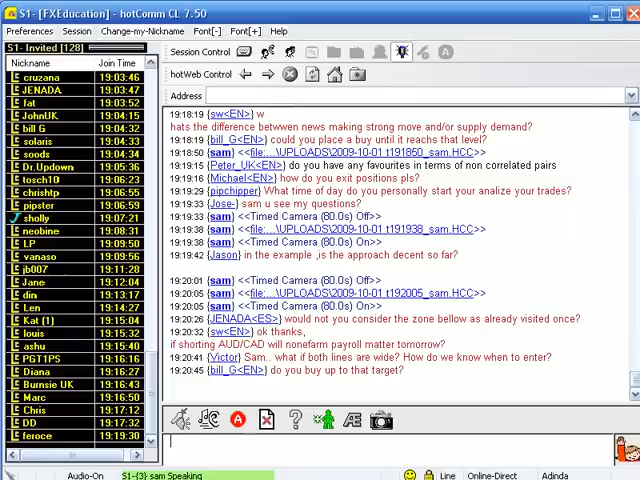 S1- [FXEducation] - hotComm CL 7.50
Preferences Session Change-my-Nickname Font[-] Font[+] Help
S1- Invited [128]
Session Control
Nickname Join Time
hotWeb Control
Address
cruzana 19:03:46
JENADA 19:03:47
fat 19:03:52
JohnUK 19:04:15
bill G 19:04:32
solaris 19:04:33
soods 19:04:34
Dr.Updown 19:05:36
tosch10 19:05:36
chrishtp 19:05:36
pipster 19:06:09
sholly 19:07:21
neobine 19:08:31
LP 19:09:50
vanaso 19:09:56
jb007 19:11:28
Jane 19:12:04
din 19:13:17
Len 19:14:27
Kat (1) 19:15:04
louis 19:15:32
ashu 19:15:40
PGT1PS 19:16:16
Diana 19:16:27
Burnsie UK 19:16:36
Marc 19:16:50
Chris 19:17:12
DD 19:17:32
feroce 19:19:30
19:18:19 {sw<EN>} w
hats the difference betwven news making strong move and/or supply demand?
19:18:19 {bill_G<EN>} could you place a buy until it reachs that level?
19:18:50 {sam} <<file:...\UPLOADS\2009-10-01 191850_sam.HCC>>
19:19:15 {Peter_UK<EN>} do you have any favourites in terms of non correlated pairs
19:19:16 {Michael<EN>} how do you exit positions pls?
19:19:29 {pipchipper} What time of day do you personally start your analize your trades?
19:19:33 {Jose-} sam u see my questions?
19:19:33 {sam} <<Timed Camera (80.0s) Off>>
19:19:38 {sam} <<file:...\UPLOADS\2009-10-01 t191938_sam.HCC>>
19:19:38 {sam} <<Timed Camera (80.0s) On>>
19:19:42 {Jason} in the example ,is the approach decent so far?
19:20:01 {sam} <<Timed Camera (80.0s) Off>>
19:20:05 {sam} <<file:...\UPLOADS\2009-10-01 t192005_sam.HCC>>
19:20:05 {sam} <<Timed Camera (80.0s) On>>
19:20:26 {JENADA<ES>} would not you consider the zone bellow as already visited once?
19:20:32 {sw<EN>} ok thanks,
if shorting AUD/CAD will nonefarm payroll matter tomorrow?
19:20:41 {Victor} Sam.. what if both lines are wide? How do we know when to enter?
19:20:45 {bill_G<EN>} do you buy up to that target?
Audio-On S1-{3} sam Speaking Line Online-Direct Adinda